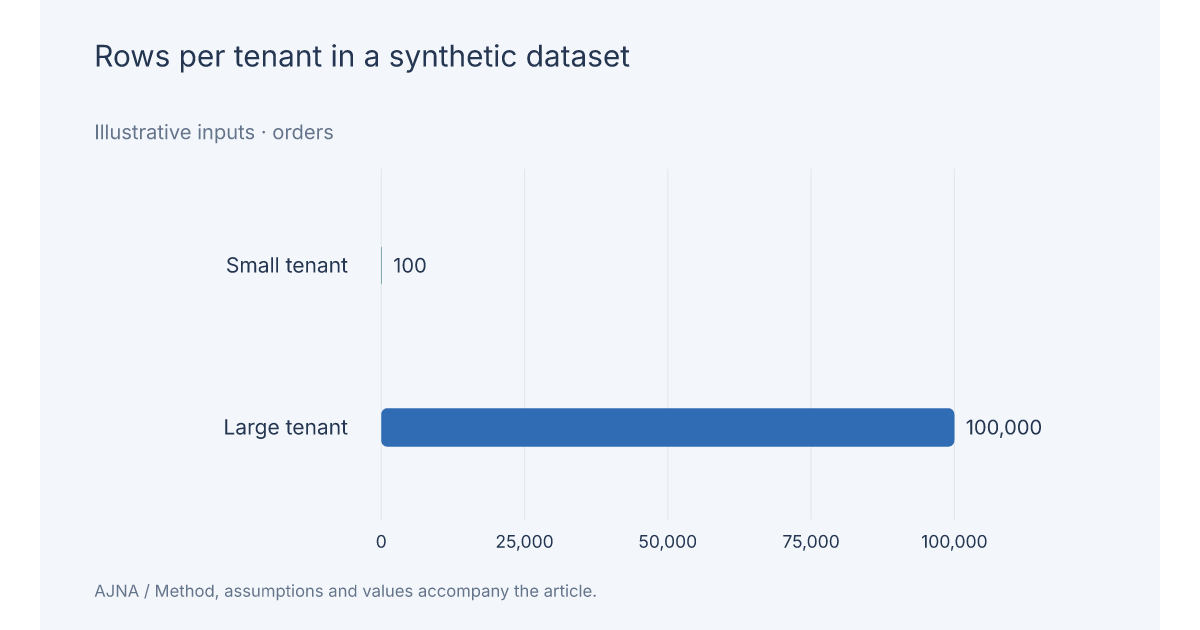 Rows per tenant in a synthetic dataset
Illustrative inputs · orders
Small tenant 100
Large tenant 100,000
0 25,000 50,000 75,000 100,000
AJNA / Method, assumptions and values accompany the article.